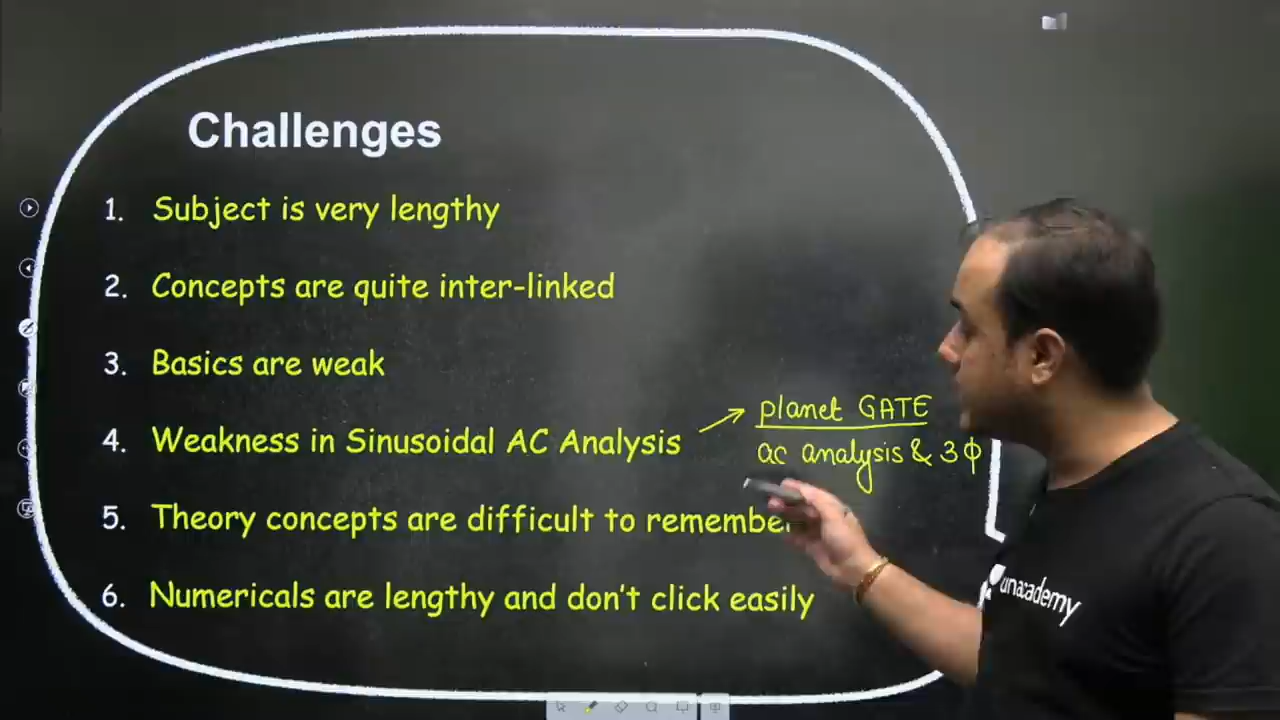 Challenges
1. Subject is very lengthy
2. Concepts are quite inter-linked
3. Basics are weak
4. Weakness in Sinusoidal AC Analysis
planet GATE
ac analysis & 3 ϕ
5. Theory concepts are difficult to remember
6. Numericals are lengthy and don't click easily
unacademy